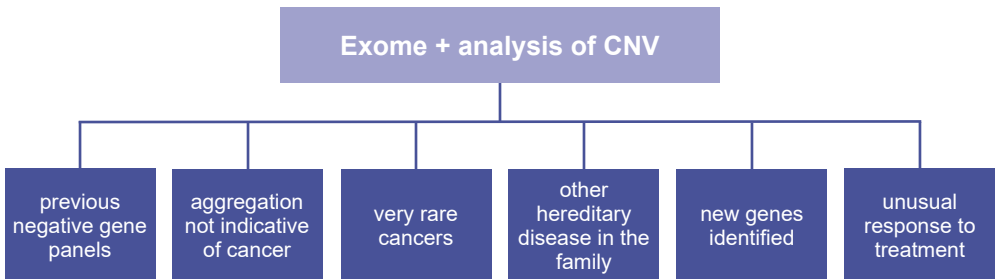 Exome + analysis of CNV
previous
negative gene
panels
aggregation
not indicative
of cancer
very rare
cancers
other
hereditary
disease in the
family
new genes
identified
unusual
response to
treatment